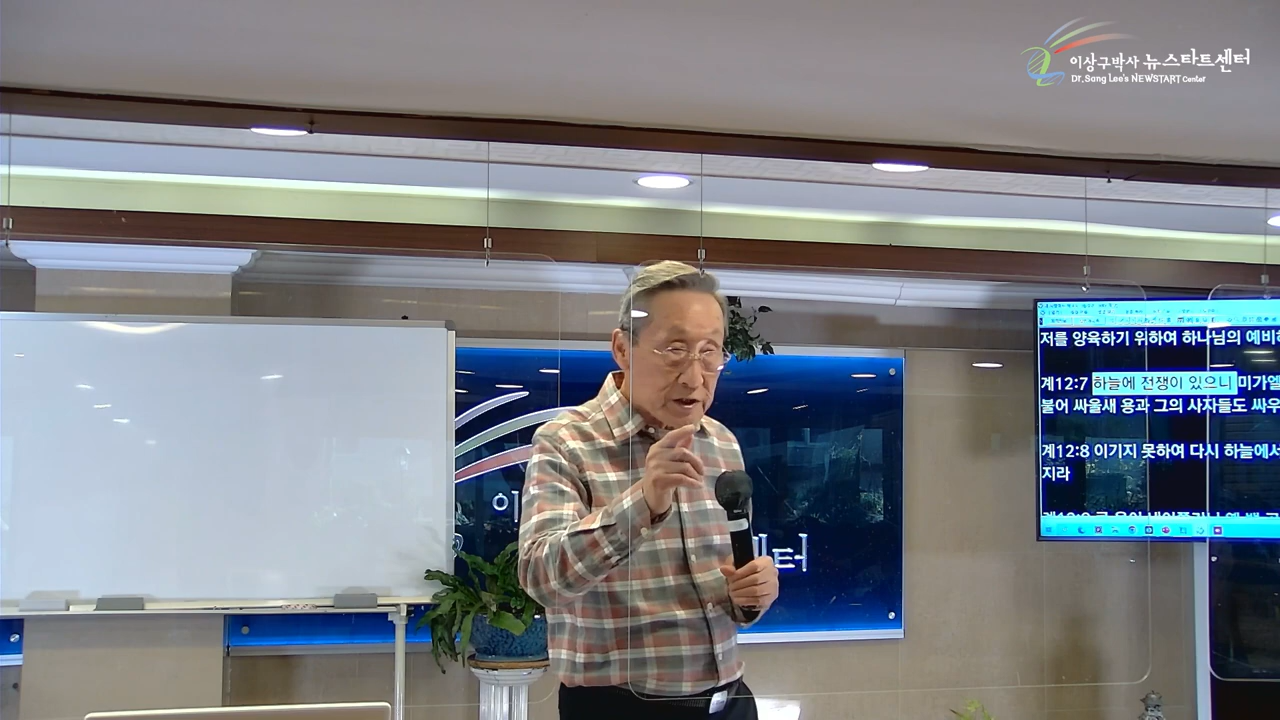 이상구박사 뉴스타트센터
Dr. Sang Lee's NEWSTART Center
저를 양육하기 위하여 하나님의 예비하
계12:7 하늘에 전쟁이 있으니 미가엘
불어 싸울새 용과 그의 사자들도 싸우
계12:8 이기지 못하여 다시 하늘에서
지라
이
센터